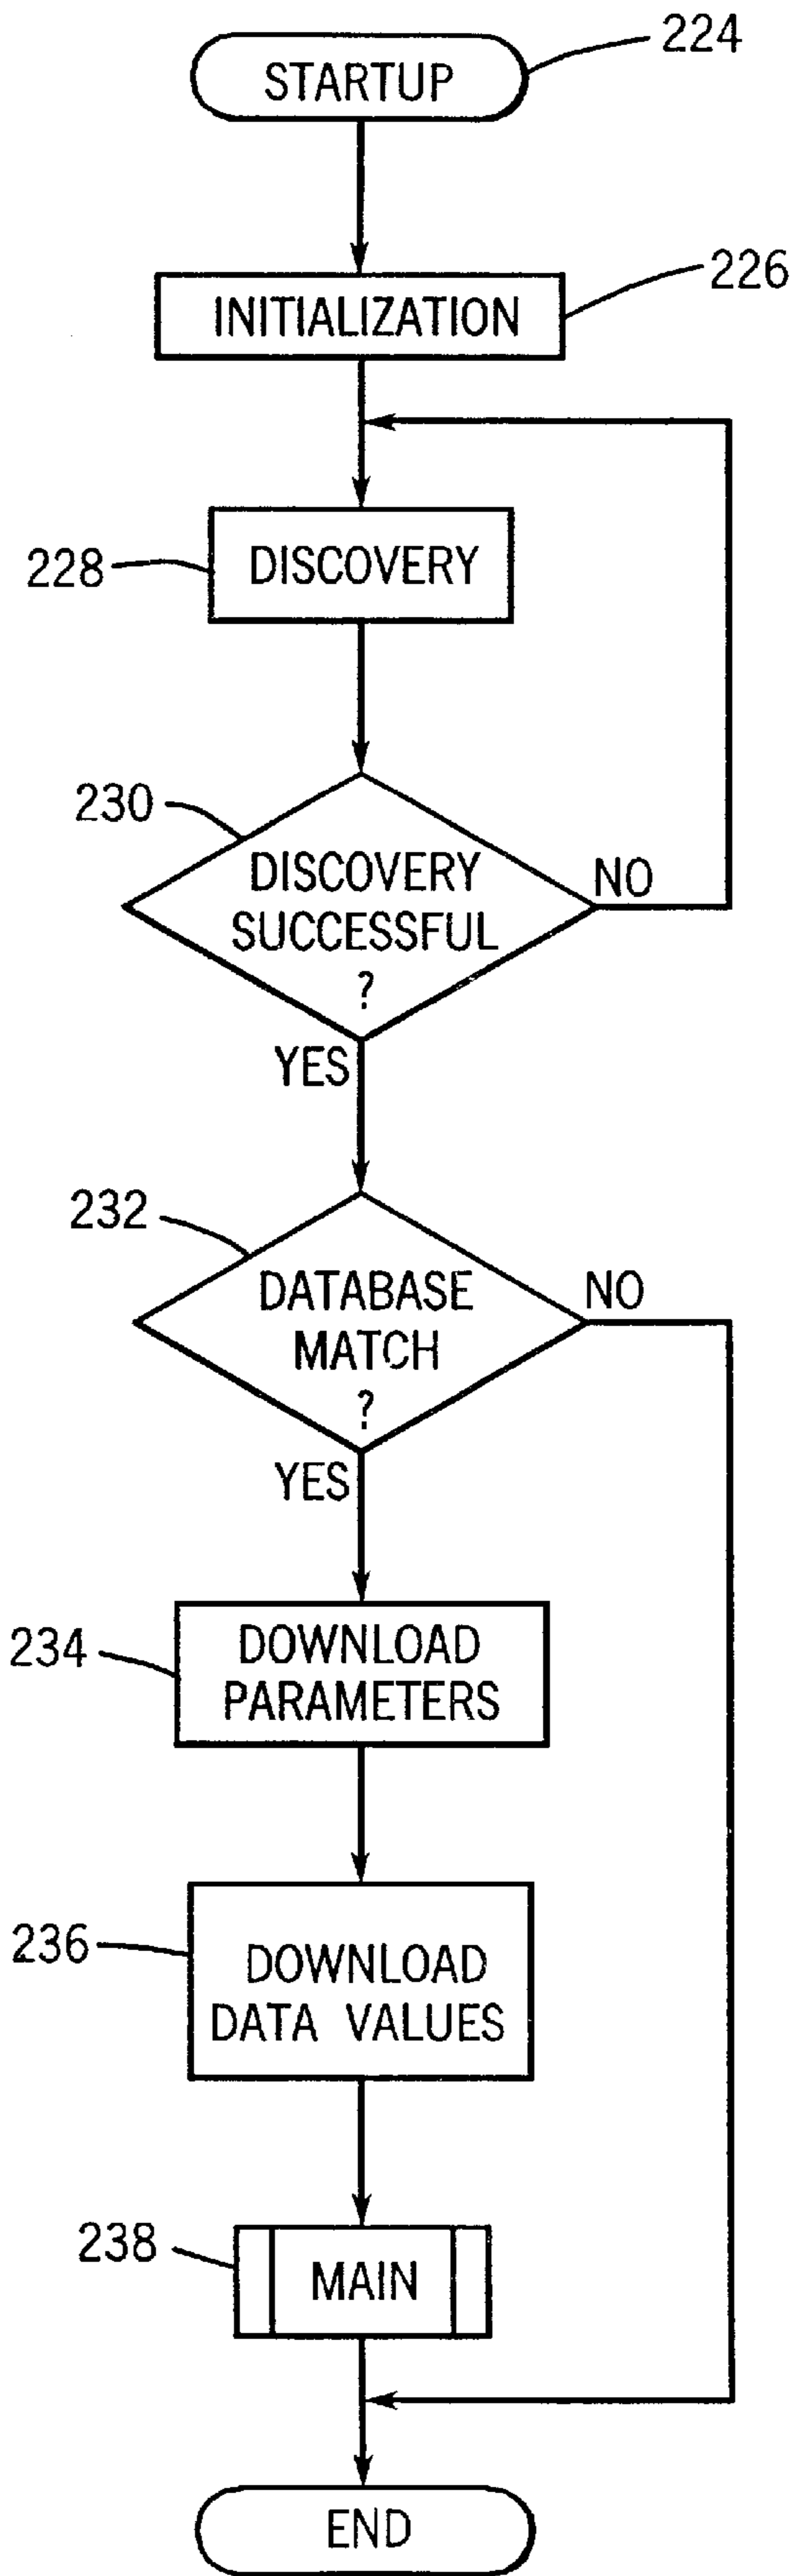 224
STARTUP
226
INITIALIZATION
228
DISCOVERY
230
DISCOVERY
SUCCESSFUL
?
NO
YES
232
DATABASE
MATCH
?
NO
YES
234
DOWNLOAD
PARAMETERS
236
DOWNLOAD
DATA VALUES
238
MAIN
END